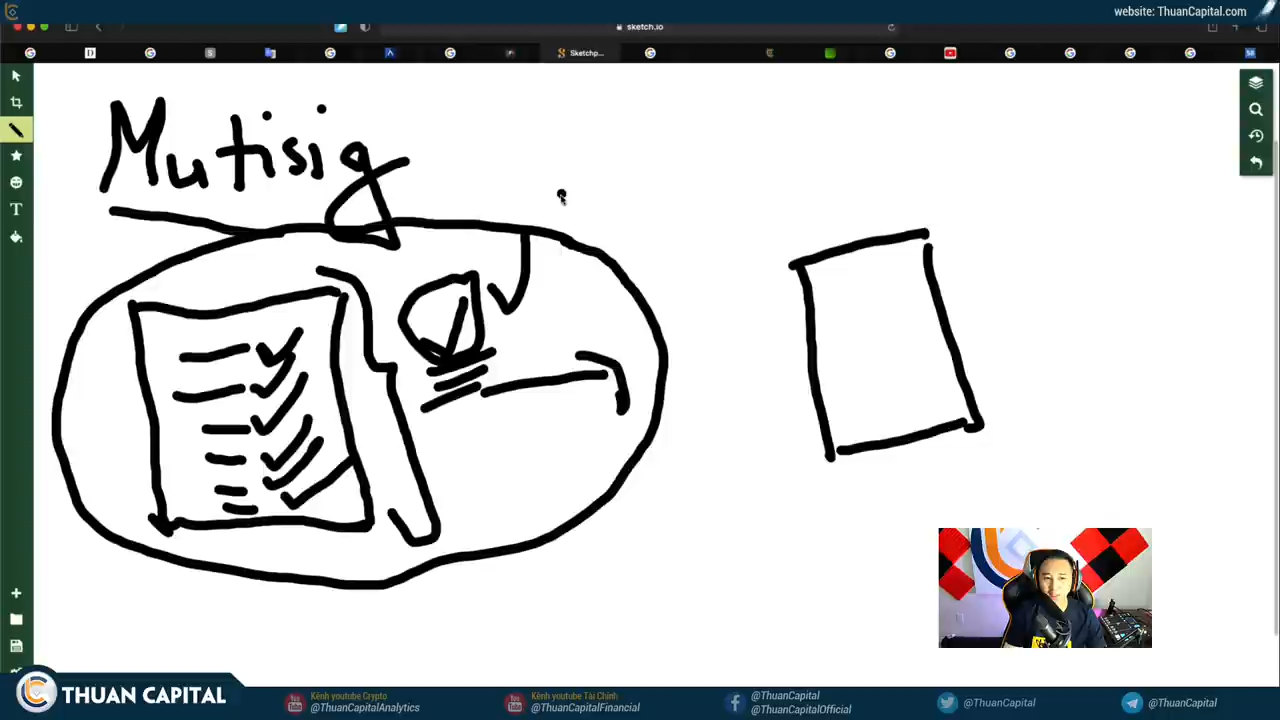 website: ThuanCapital.com
sketch.io
Sketchp...
Mutisig
THUAN CAPITAL
Kênh youtube Crypto
@ThuanCapitalAnalytics
Kênh youtube Tài Chính
@ThuanCapitalFinancial
@ThuanCapital
@ThuanCapitalOfficial
@ThuanCapital
@ThuanCapital